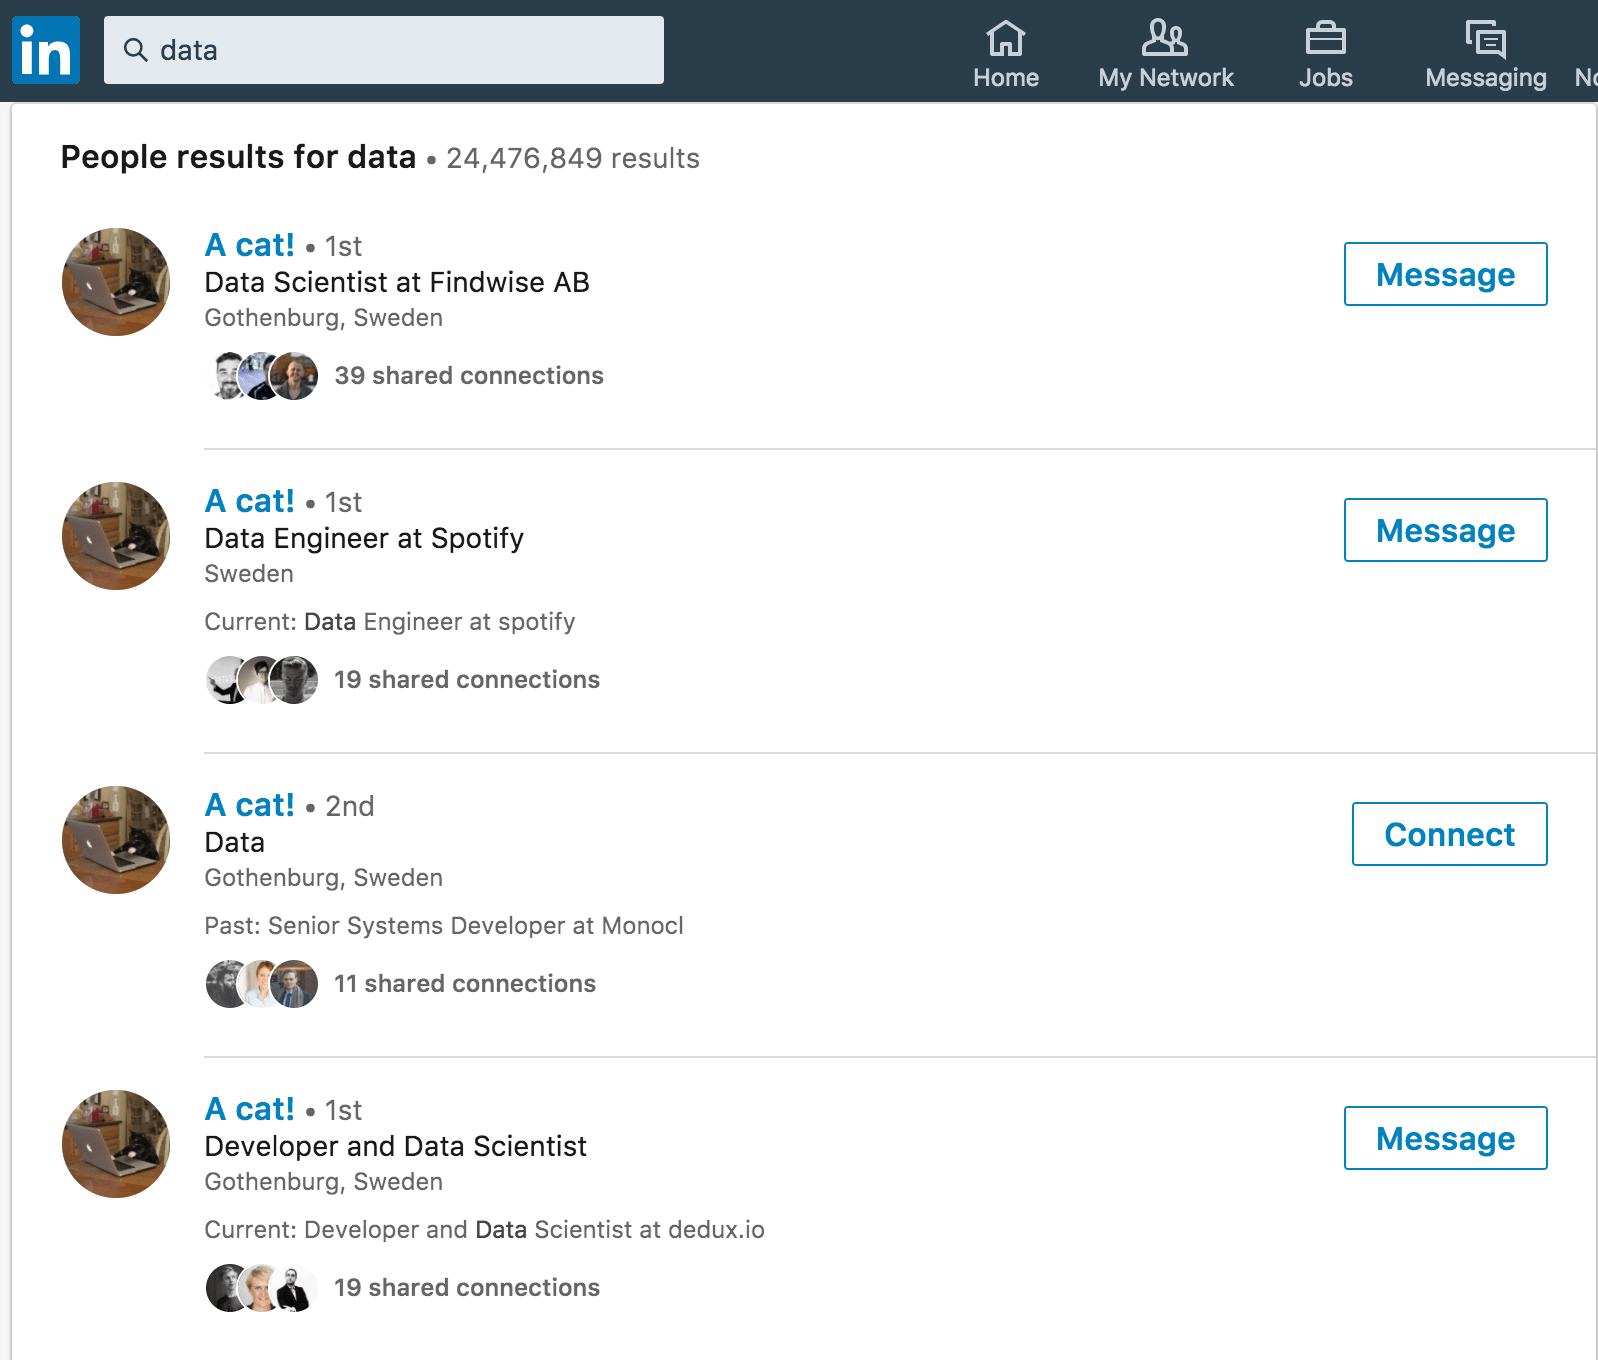 in
data
Home
My Network
Jobs
Messaging
People results for data • 24,476,849 results
A cat! • 1st
Data Scientist at Findwise AB
Gothenburg, Sweden
39 shared connections
Message
A cat! • 1st
Data Engineer at Spotify
Sweden
Current: Data Engineer at spotify
19 shared connections
Message
A cat! • 2nd
Data
Gothenburg, Sweden
Past: Senior Systems Developer at Monocl
11 shared connections
Connect
A cat! • 1st
Developer and Data Scientist
Gothenburg, Sweden
Current: Developer and Data Scientist at dedux.io
19 shared connections
Message